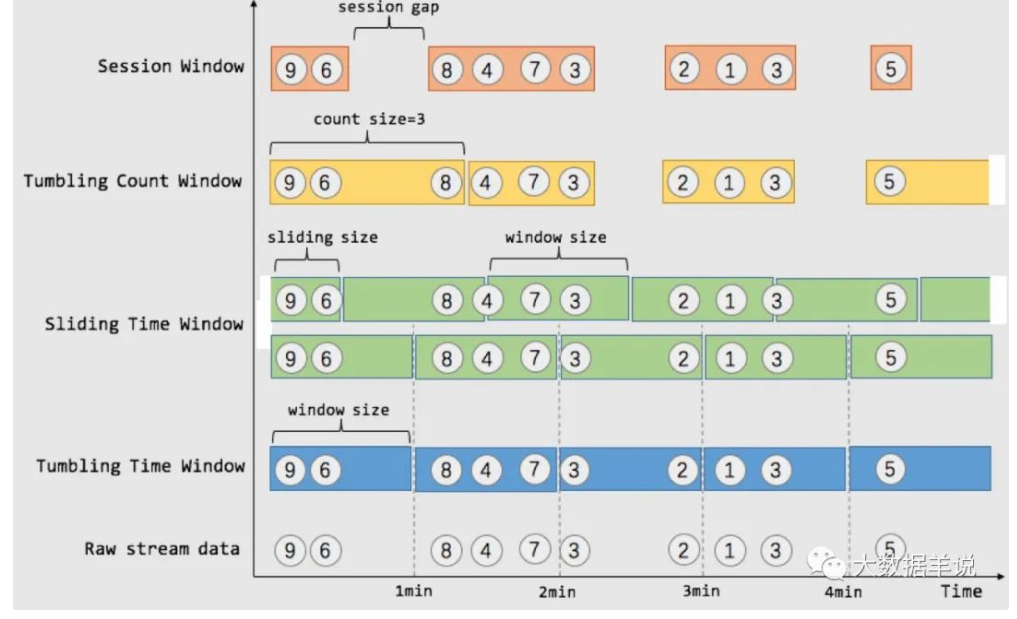 session gap
Session Window 9 6 8 4 7 3 2 1 3 5
count size=3
Tumbling Count Window 9 6 8 4 7 3 2 1 3 5
sliding size window size
9 6 8 4 7 3 2 1 3 5
Sliding Time Window
9 6 8 4 7 3 2 1 3 5
window size
Tumbling Time Window 9 6 8 4 7 3 2 1 3 5
Raw stream data 9 6 8 4 7 3 2 1 3 5
大数据羊说
1min 2min 3min 4min Time